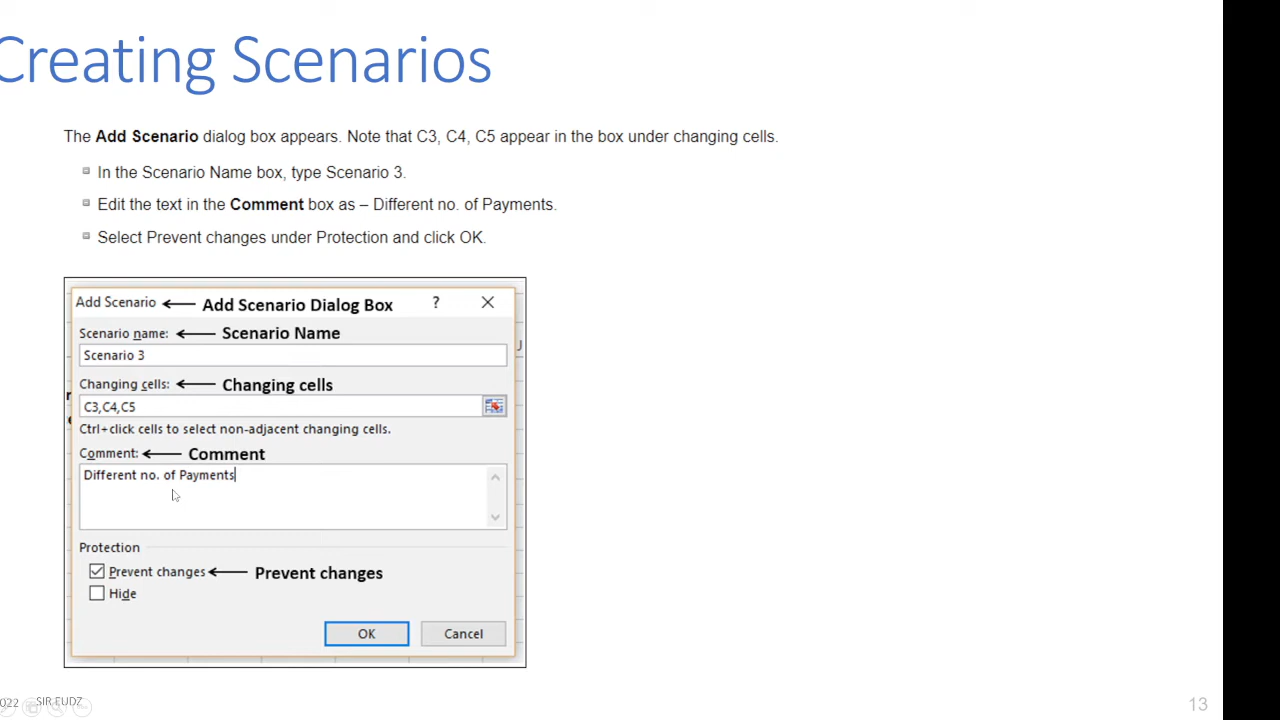 Creating Scenarios
The Add Scenario dialog box appears. Note that C3, C4, C5 appear in the box under changing cells.
In the Scenario Name box, type Scenario 3.
Edit the text in the Comment box as – Different no. of Payments.
Select Prevent changes under Protection and click OK.
Add Scenario Add Scenario Dialog Box ?
Scenario name: Scenario Name
Scenario 3
Changing cells: Changing cells
C3,C4,C5
Ctrl+click cells to select non-adjacent changing cells.
Comment: Comment
Different no. of Payments
Protection
Prevent changes Prevent changes
Hide
OK Cancel
022 SIR FUDZ 13